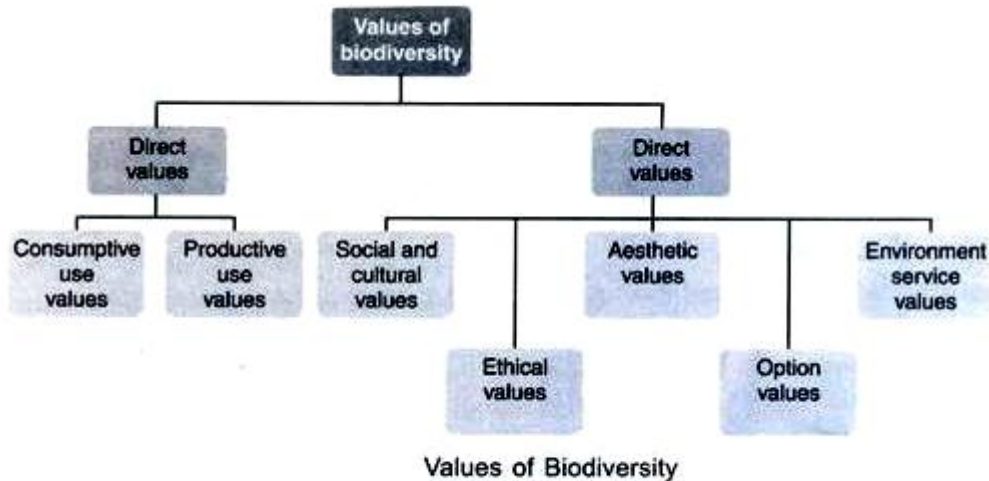 Values of
biodiversity
Direct
values
Direct
values
Consumptive
use
values
Productive
use
values
Social and
cultural
values
Aesthetic
values
Environment
service
values
Ethical
values
Option
values
Values of Biodiversity